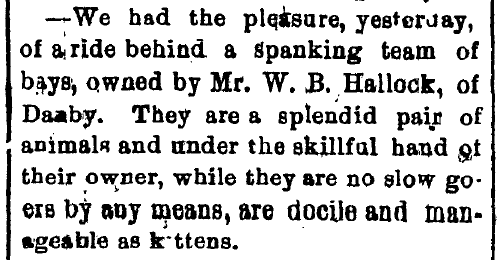 —We had the pleasure, yesterday,
of a ride behind a spanking team of
bays, owned by Mr. W. B. Hallock, of
Danby. They are a splendid pair of
animals and under the skillful hand of
their owner, while they are no slow go-
ers by any means, are docile and man-
ageable as kittens.